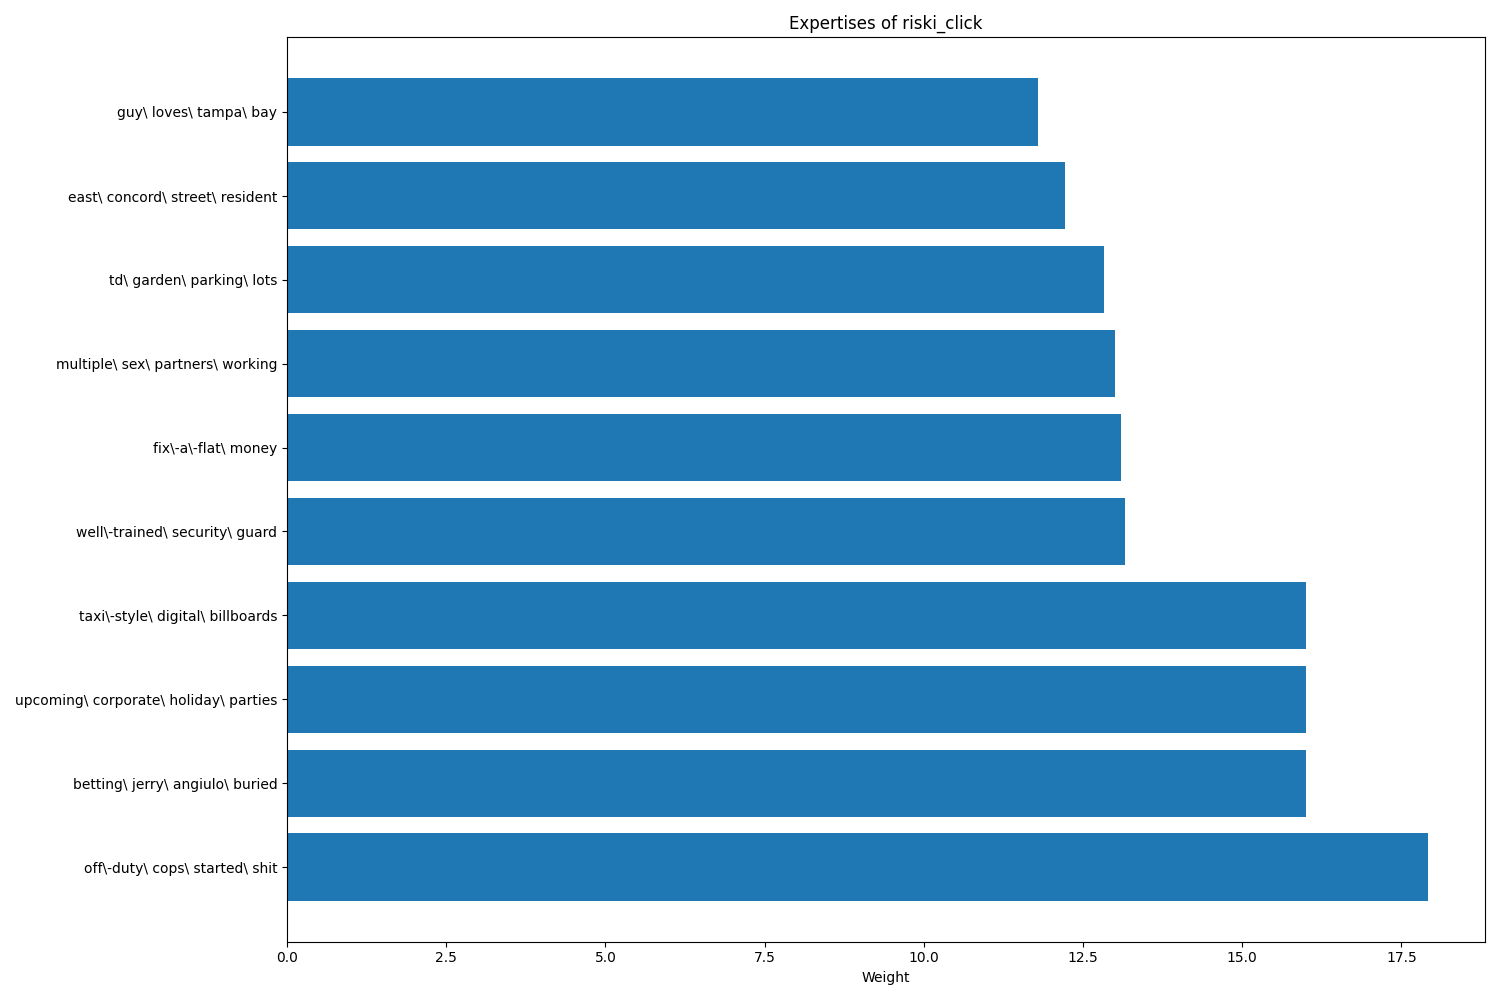 Expertises of riski_click
guy\ loves\ tampa\ bay
east\ concord\ street\ resident
td\ garden\ parking\ lots
multiple\ sex\ partners\ working
fix\-a\-flat\ money
well\-trained\ security\ guard
taxi\-style\ digital\ billboards
upcoming\ corporate\ holiday\ parties
betting\ jerry\ angiulo\ buried
off\-duty\ cops\ started\ shit
0.0 2.5 5.0 7.5 10.0 12.5 15.0 17.5
Weight